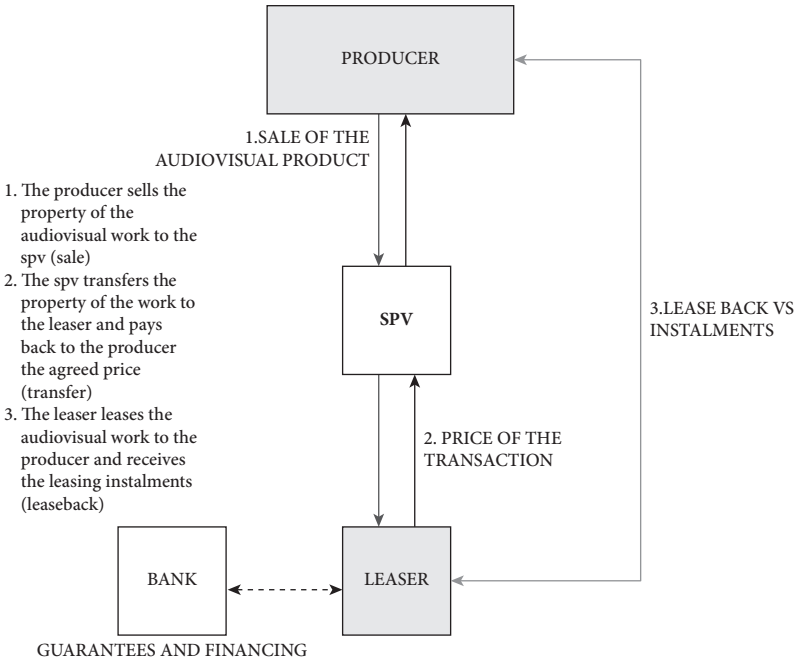 PRODUCER
1.SALE OF THE
AUDIOVISUAL PRODUCT
1. The producer sells the
property of the
audiovisual work to the
spv (sale)
2. The spv transfers the
property of the work to
the leaser and pays
back to the producer
the agreed price
(transfer)
3. The leaser leases the
audiovisual work to the
producer and receives
the leasing instalments
(leaseback)
SPV
3.LEASE BACK VS
INSTALMENTS
2. PRICE OF THE
TRANSACTION
BANK
LEASER
GUARANTEES AND FINANCING